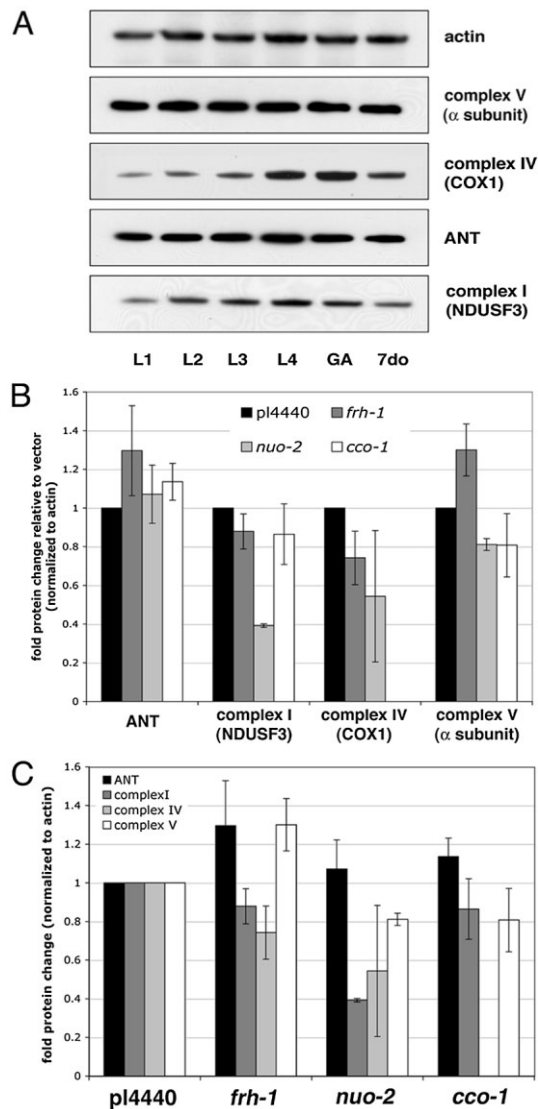 A
actin
complex V
(α subunit)
complex IV
(COX1)
ANT
complex I
(NDUSF3)
L1 L2 L3 L4 GA 7do
B
fold protein change relative to vector
(normalized to actin)
1.6
1.4
1.2
1
0.8
0.6
0.4
0.2
0
pl4440 frh-1
nuo-2 cco-1
ANT
complex I
(NDUSF3)
complex IV
(COX1)
complex V
(α subunit)
C
fold protein change (normalized to actin)
1.6
1.4
1.2
1
0.8
0.6
0.4
0.2
0
ANT
complexI
complex IV
complex V
pl4440 frh-1 nuo-2 cco-1